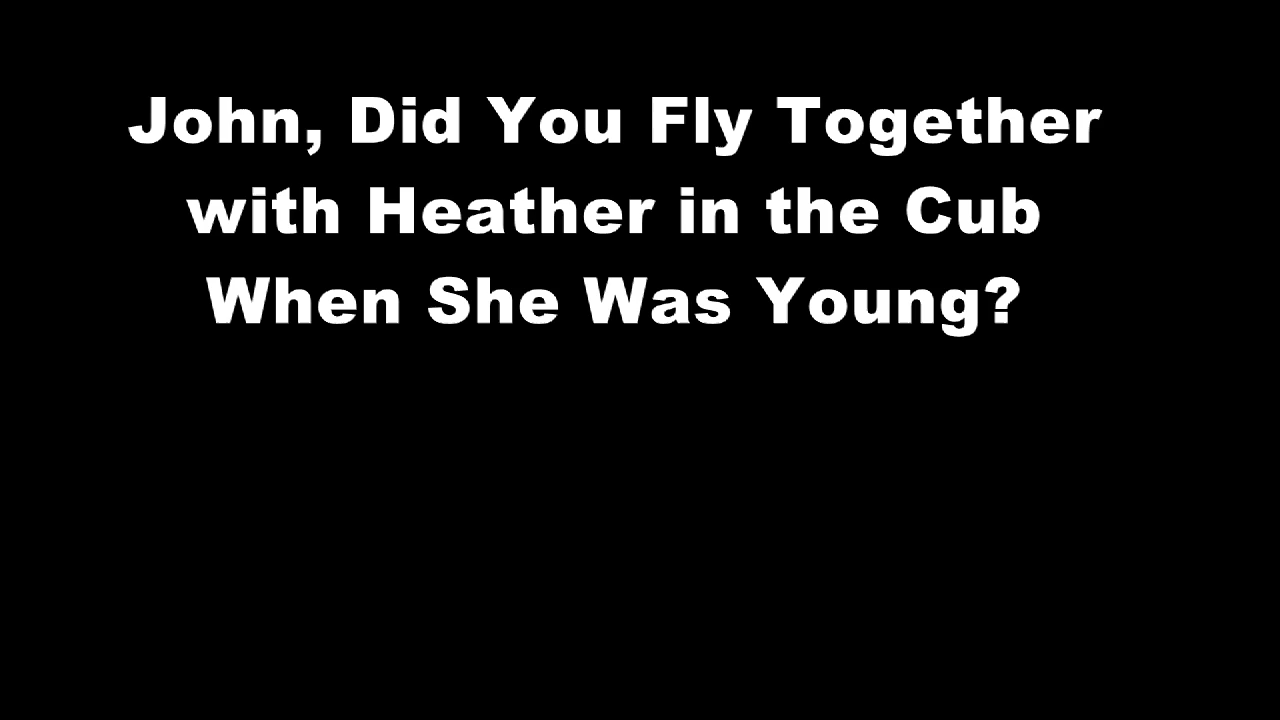 John, Did You Fly Together
with Heather in the Cub
When She Was Young?